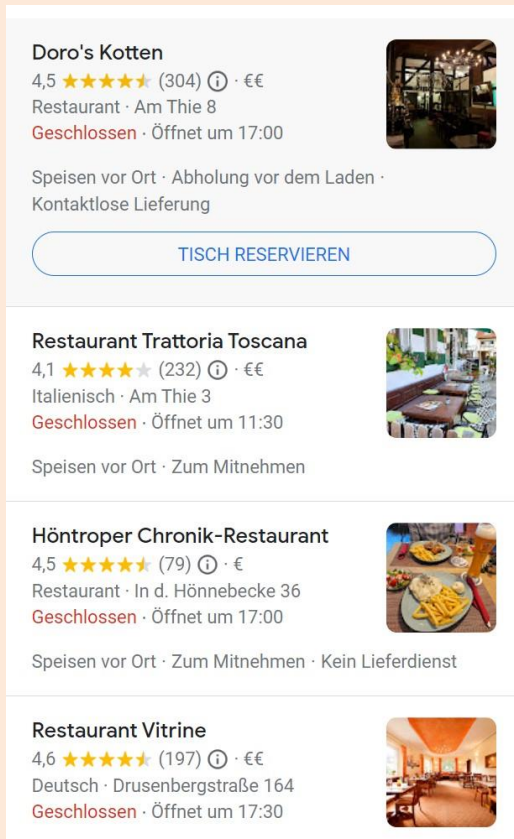 Doro's Kotten
4,5 (304) · €€
Restaurant · Am Thie 8
Geschlossen · Öffnet um 17:00
Speisen vor Ort · Abholung vor dem Laden ·
Kontaktlose Lieferung
TISCH RESERVIEREN
Restaurant Trattoria Toscana
4,1 (232) · €€
Italienisch · Am Thie 3
Geschlossen · Öffnet um 11:30
Speisen vor Ort · Zum Mitnehmen
Höntroper Chronik-Restaurant
4,5 (79) · €
Restaurant · In d. Hönnebecke 36
Geschlossen · Öffnet um 17:00
Speisen vor Ort · Zum Mitnehmen · Kein Lieferdienst
Restaurant Vitrine
4,6 (197) · €€
Deutsch · Drusenbergstraße 164
Geschlossen · Öffnet um 17:30